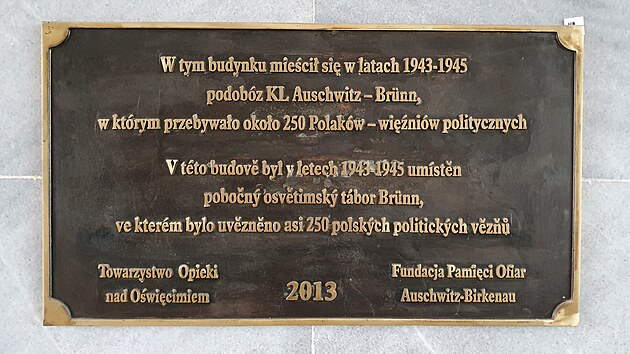 W tym budynku mieścił się w latach 1943-1945
podobóz KL Auschwitz – Brünn,
w którym przebywało około 250 Polaków – więźniów politycznych
V této budově byl v letech 1943-1945 umístěn
pobočný osvětimský tábor Brünn,
ve kterém bylo uvězněno asi 250 polských politických vězňů
Towarzystwo Opieki
nad Oświęcimiem
2013
Fundacja Pamięci Ofiar
Auschwitz-Birkenau